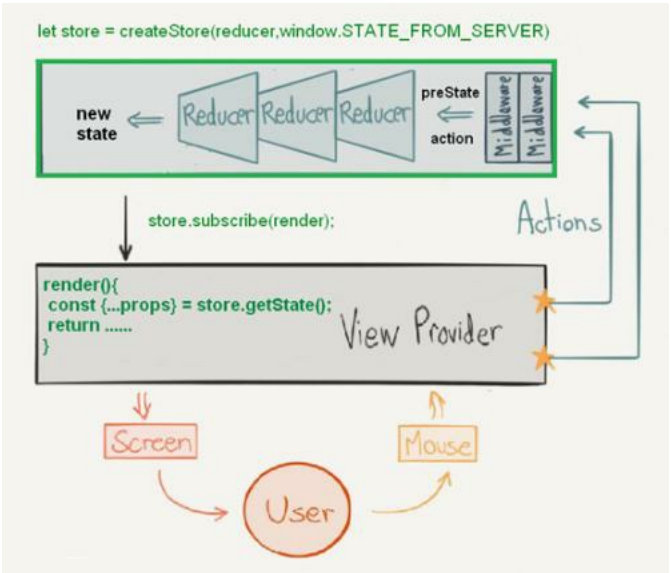 let store = createStore(reducer,window.STATE_FROM_SERVER)
new
state
Reducer
Reducer
Reducer
preState
action
Middleware
Middleware
store.subscribe(render);
Actions
render(){
const {...props} = store.getState();
return ......
}
View Provider
Screen
Mouse
User